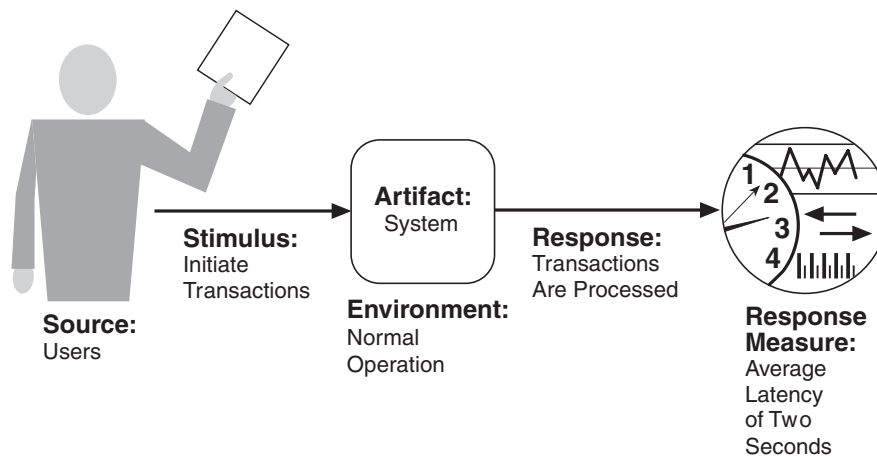 1
2
3
4
Artifact:
System
Stimulus:
Initiate
Transactions
Response:
Transactions
Are Processed
Environment:
Normal
Operation
Source:
Users
Response
Measure:
Average
Latency
of Two
Seconds